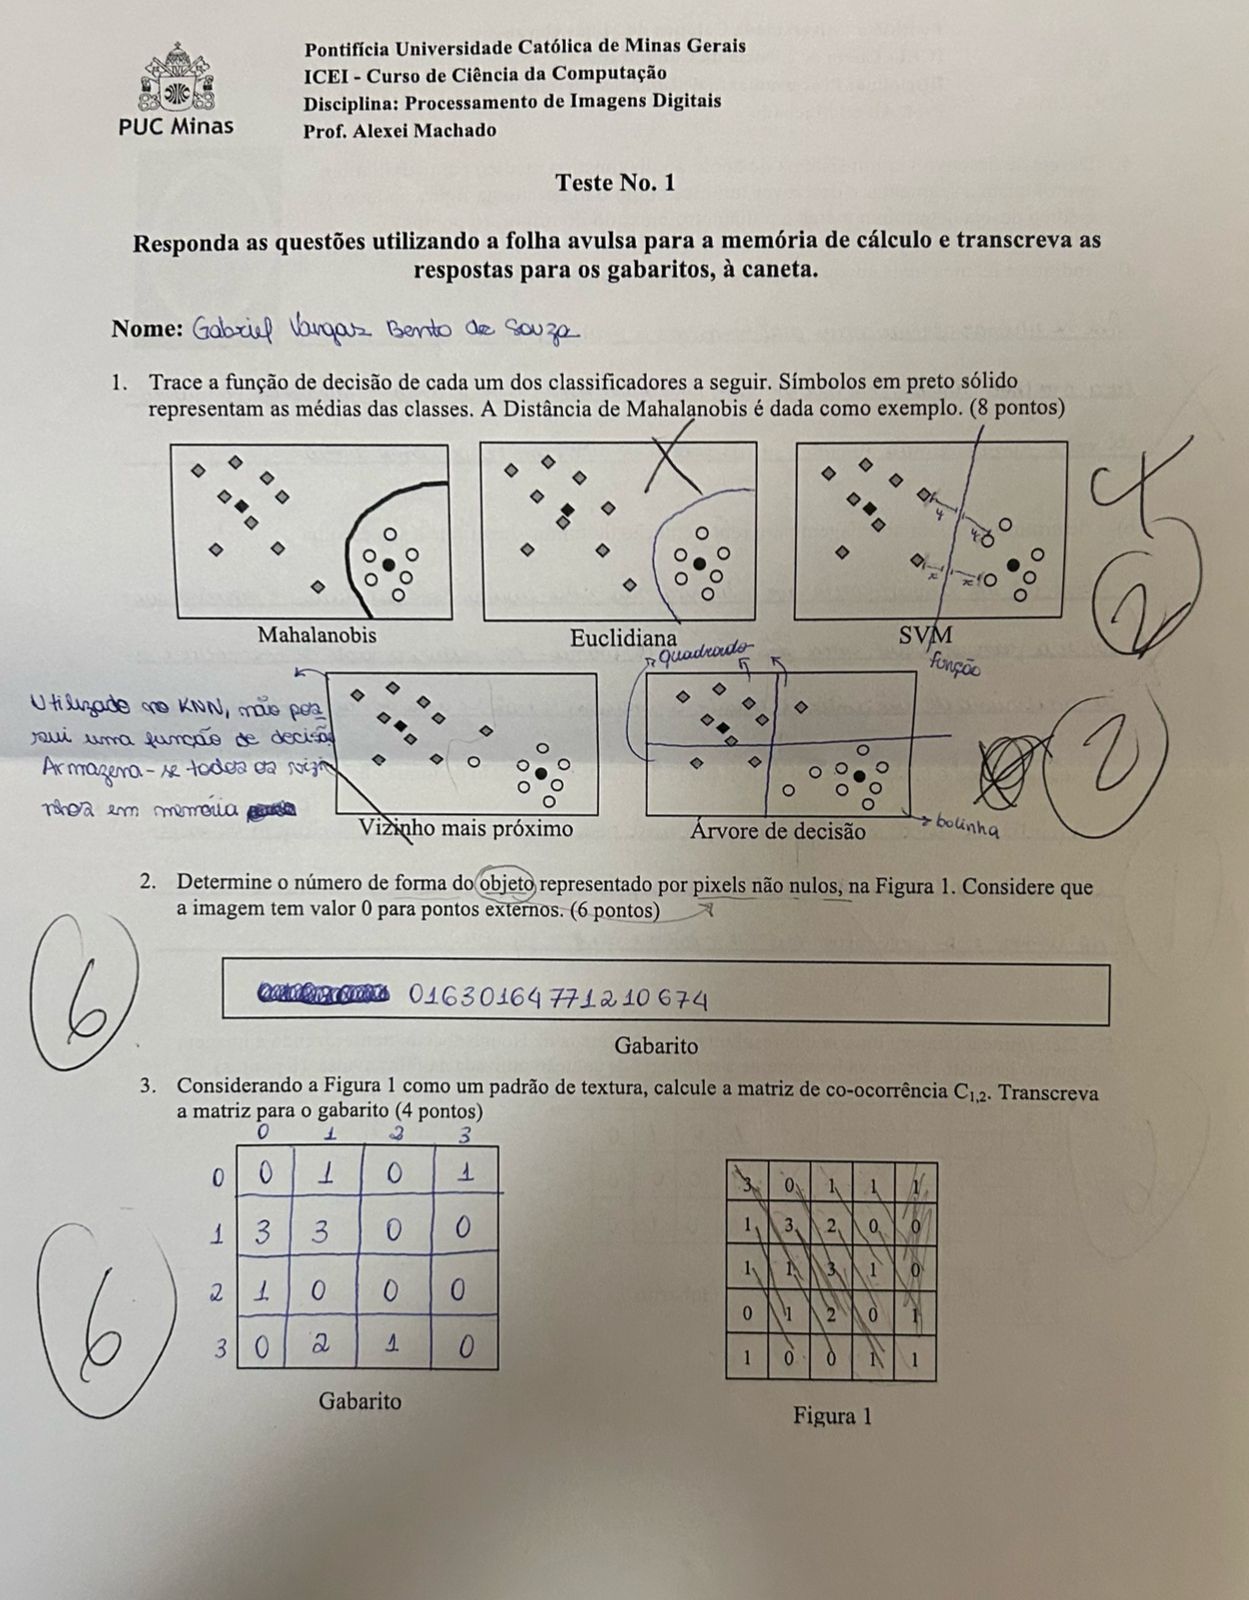 Pontifícia Universidade Católica de Minas Gerais
ICEI - Curso de Ciência da Computação
Disciplina: Processamento de Imagens Digitais
Prof. Alexei Machado
PUC Minas
Teste No. 1
Responda as questões utilizando a folha avulsa para a memória de cálculo e transcreva as
respostas para os gabaritos, à caneta.
Nome: Gabriel Vargas Bento de Souza
1. Trace a função de decisão de cada um dos classificadores a seguir. Símbolos em preto sólido
representam as médias das classes. A Distância de Mahalanobis é dada como exemplo. (8 pontos)
4
y
y
x
x
2
Mahalanobis
Euclidiana
SVM
quadrado
função
Utilizado no KNN, não pos
sui uma função de decisão
Armazena-se todos os vizi
nhos em memória
2
Vizinho mais próximo
Árvore de decisão
bolinha
2. Determine o número de forma do objeto representado por pixels não nulos, na Figura 1. Considere que
a imagem tem valor 0 para pontos externos. (6 pontos)
6
01630164771210674
Gabarito
3. Considerando a Figura 1 como um padrão de textura, calcule a matriz de co-ocorrência C1,2. Transcreva
a matriz para o gabarito (4 pontos)
0 1 2 3
0 0 1 0 1
1 3 3 0 0
2 1 0 0 0
3 0 2 1 0
6
Gabarito
3 0 1 1 1
1 3 2 0 0
1 1 3 1 0
0 1 2 0 1
1 0 0 1 1
Figura 1